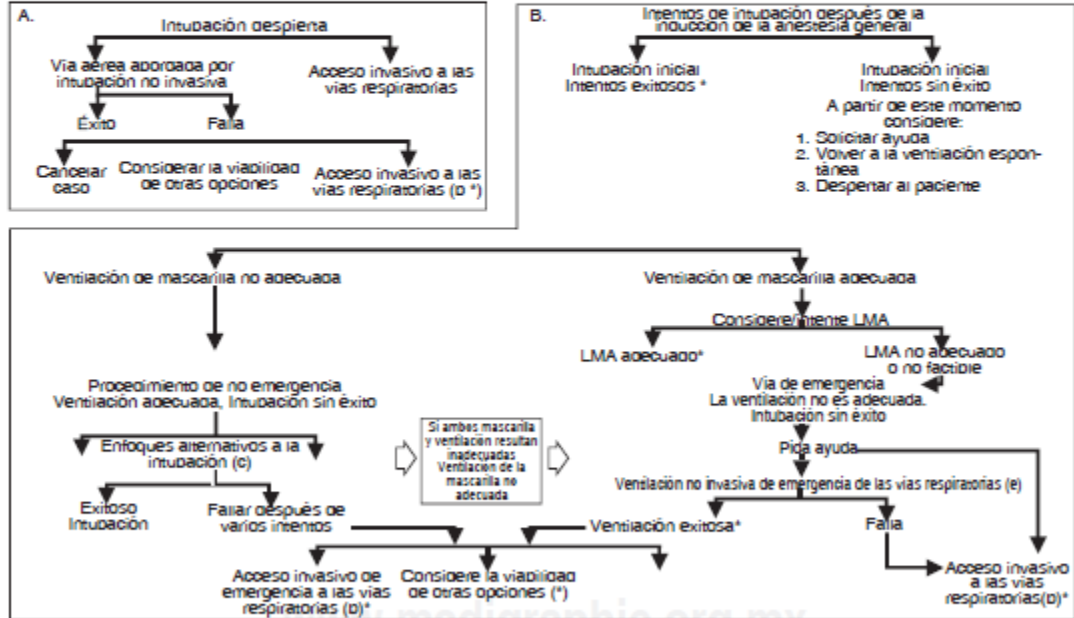 A.
Intubación despierta
Vía aérea abordada por
intubación no invasiva
Acceso invasivo a las
vías respiratorias
Éxito
Falla
Cancelar
caso
Considerar la viabilidad
de otras opciones
Acceso invasivo a las
vías respiratorias (b *)
B.
Intentos de intubación después de la
inducción de la anestesia general
Intubación inicial
Intentos exitosos *
Intubación inicial
Intentos sin éxito
A partir de este momento
considere:
1. Solicitar ayuda
2. Volver a la ventilación espon-
tánea
3. Despertar al paciente
Ventilación de mascarilla no adecuada
Ventilación de mascarilla adecuada
Considere/intente LMA
LMA adecuado*
LMA no adecuado
o no factible
Procedimiento de no emergencia
Ventilación adecuada, Intubación sin éxito
Vía de emergencia
La ventilación no es adecuada.
Intubación sin éxito
Enfoques alternativos a la
intubación (c)
Si ambos mascarilla
y ventilación resultan
inadecuadas
Ventilación de la
mascarilla no
adecuada
Pida ayuda
Ventilación no invasiva de emergencia de las vías respiratorias (e)
Exitoso
Intubación
Fallar después de
varios intentos
Ventilación exitosa*
Falla
Acceso invasivo de
emergencia a las vías
respiratorias (b)*
Considere la viabilidad
de otras opciones (*)
Acceso invasivo
a las vías
respiratorias(b)*
www.medigraphic.org.mx